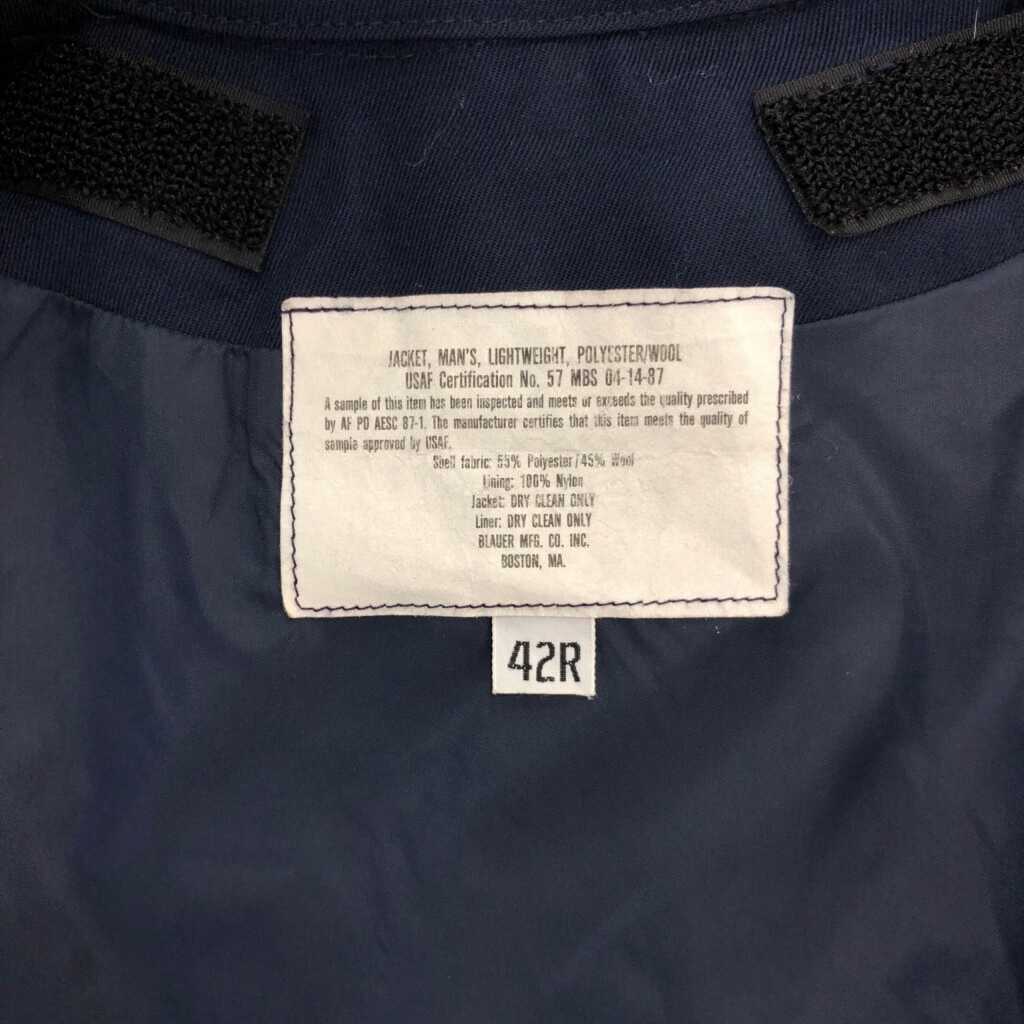 JACKET, MAN'S, LIGHTWEIGHT, POLYESTER/WOOL
USAF Certification No. 57 MBS 04-14-87
A sample of this item has been inspected and meets or exceeds the quality prescribed
by AF PD AESC 87-1. The manufacturer certifies that this item meets the quality of
sample approved by USAF.
Shell fabric: 55% Polyester/45% Wool
Lining: 100% Nylon
Jacket: DRY CLEAN ONLY
Liner: DRY CLEAN ONLY
BLAUER MFG. CO. INC.
BOSTON, MA.
42R